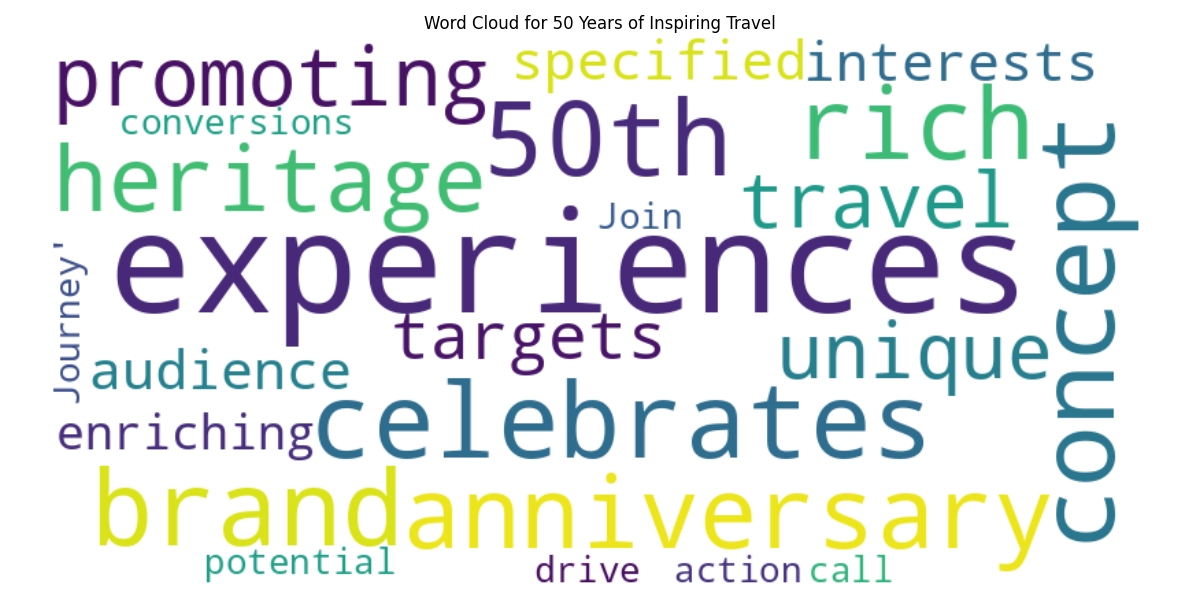 Word Cloud for 50 Years of Inspiring Travel
promoting
specified
interests
conversions
50th
rich
concept
heritage
travel
Join
experiences
Journey'
targets
unique
audience
celebrates
enriching
brand
anniversary
potential
drive
action
call